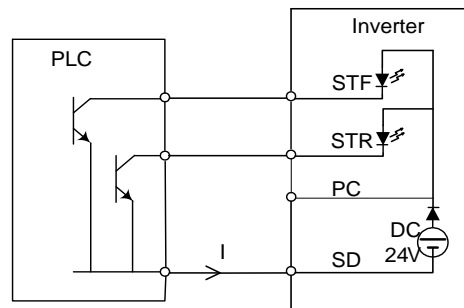 Inverter
PLC
STF
STR
PC
DC
24V
I
SD